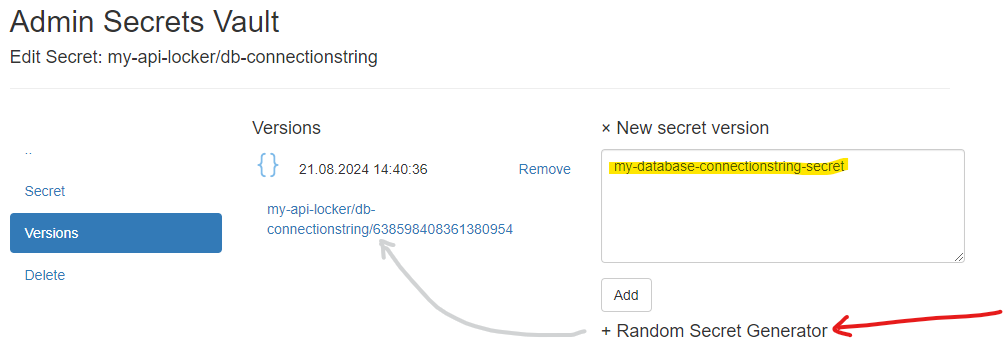 Admin Secrets Vault
Edit Secret: my-api-locker/db-connectionstring
..
Secret
Versions
Delete
Versions
{} 21.08.2024 14:40:36 Remove
my-api-locker/db-
connectionstring/638598408361380954
× New secret version
my-database-connectionstring-secret
Add
+ Random Secret Generator